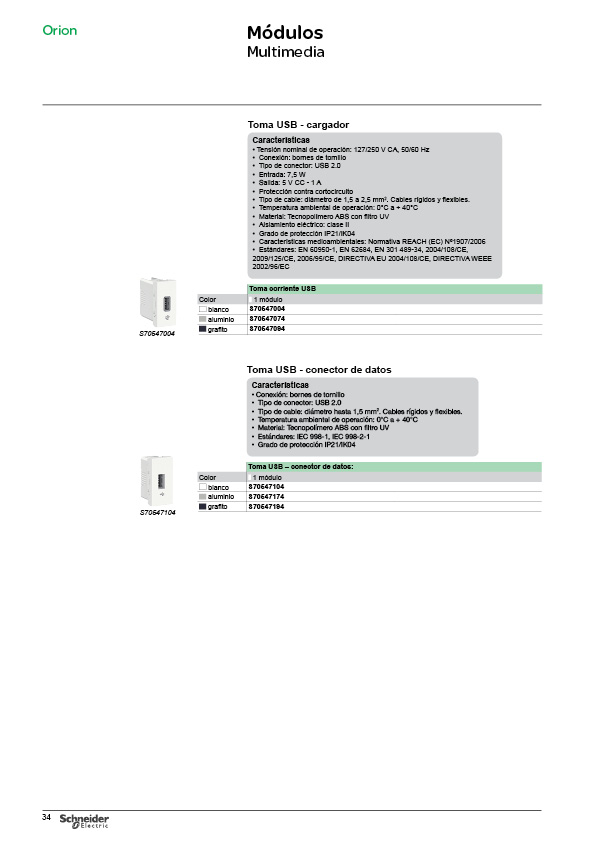 Orion
Módulos
Multimedia
Toma USB - cargador
Características
• Tensión nominal de operación: 127/250 V CA, 50/60 Hz
• Conexión: bornes de tornillo
• Tipo de conector: USB 2.0
• Entrada: 7,5 W
• Salida: 5 V CC - 1 A
• Protección contra cortocircuito
• Tipo de cable: diámetro de 1,5 a 2,5 mm². Cables rígidos y flexibles.
• Temperatura ambiental de operación: 0°C a + 40°C
• Material: Tecnopolímero ABS con filtro UV
• Aislamiento eléctrico: clase II
• Grado de protección IP21/IK04
• Características medioambientales: Normativa REACH (EC) Nº1907/2006
• Estándares: EN 60950-1, EN 62684, EN 301 489-34, 2004/108/CE,
2009/125/CE, 2006/95/CE, DIRECTIVA EU 2004/108/CE, DIRECTIVA WEEE
2002/96/EC
Toma corriente USB
Color 1 módulo
blanco S70547004
aluminio S70547074
grafito S70547094
S70547004
Toma USB - conector de datos
Características
• Conexión: bornes de tornillo
• Tipo de conector: USB 2.0
• Tipo de cable: diámetro hasta 1,5 mm². Cables rígidos y flexibles.
• Temperatura ambiental de operación: 0°C a + 40°C
• Material: Tecnopolímero ABS con filtro UV
• Estándares: IEC 998-1, IEC 998-2-1
• Grado de protección IP21/IK04
Toma USB – conector de datos:
Color 1 módulo
blanco S70547104
aluminio S70547174
grafito S70547194
S70547104
34 Schneider
Electric